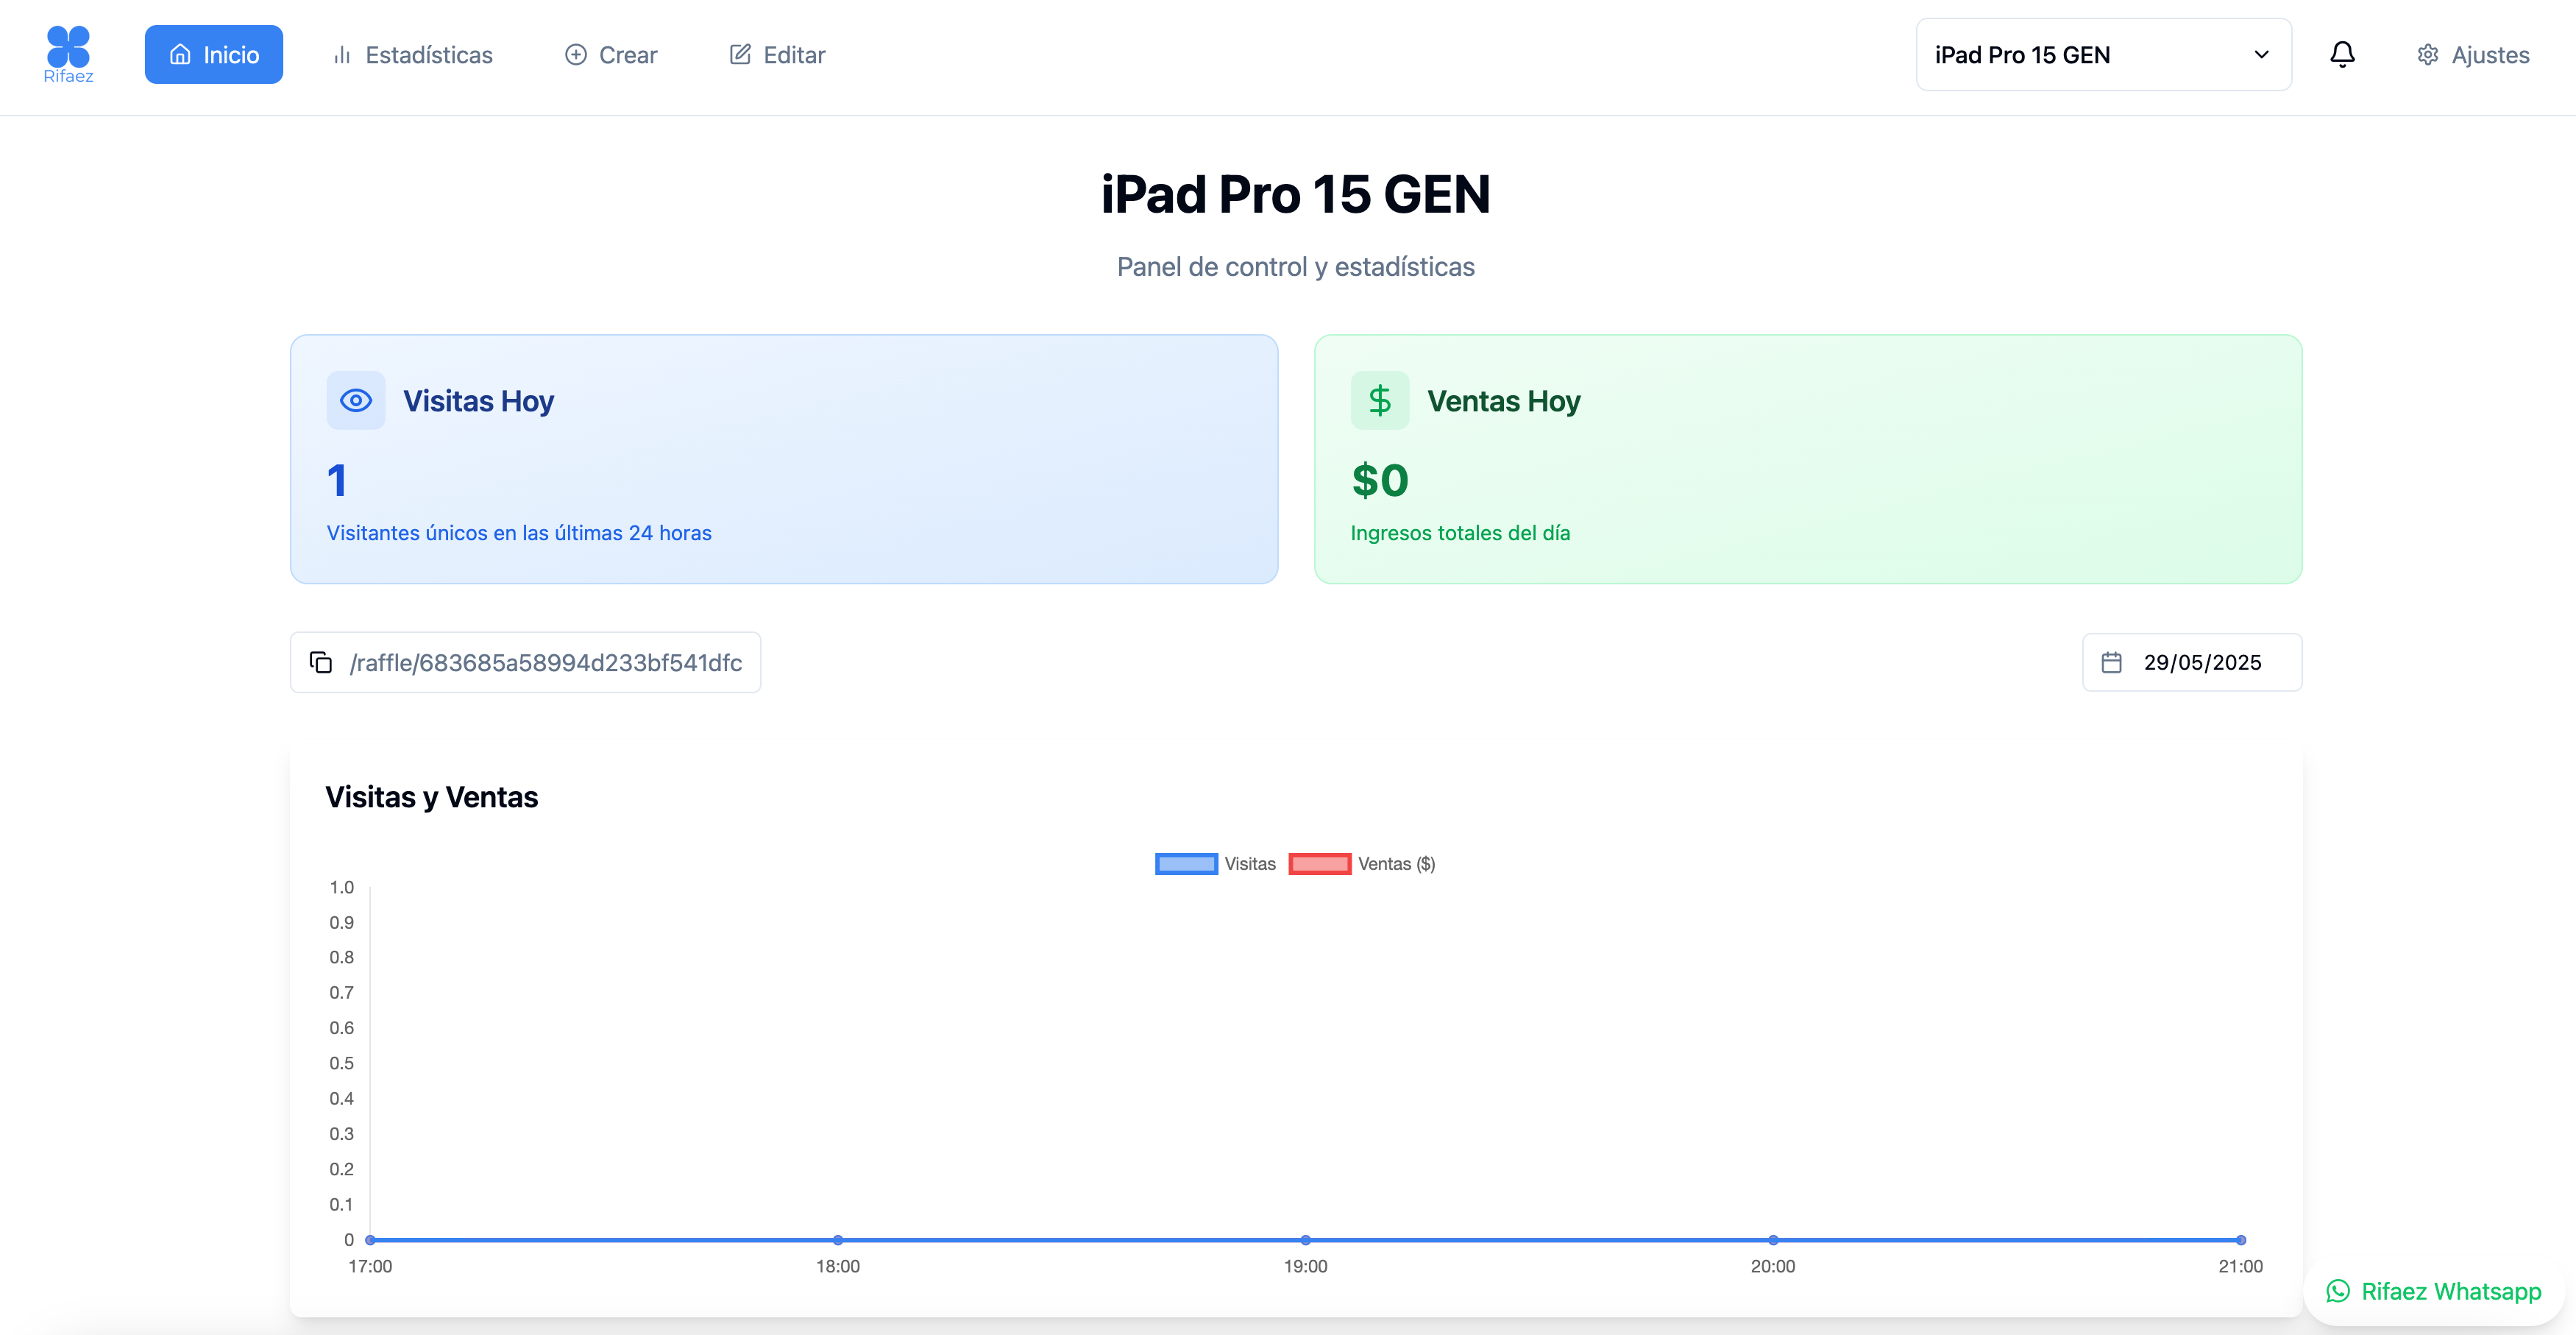 Rifaez
Inicio
Estadísticas
Crear
Editar
iPad Pro 15 GEN
Ajustes
iPad Pro 15 GEN
Panel de control y estadísticas
Visitas Hoy
1
Visitantes únicos en las últimas 24 horas
Ventas Hoy
$0
Ingresos totales del día
/raffle/683685a58994d233bf541dfc
29/05/2025
Visitas y Ventas
Visitas
Ventas ($)
1.0
0.9
0.8
0.7
0.6
0.5
0.4
0.3
0.2
0.1
0
17:00
18:00
19:00
20:00
21:00
Rifaez Whatsapp